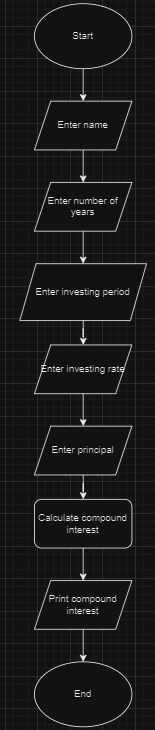 Start
Enter name
Enter number of
years
Enter investing period
Enter investing rate
Enter principal
Calculate compound
interest
Print compound
interest
End